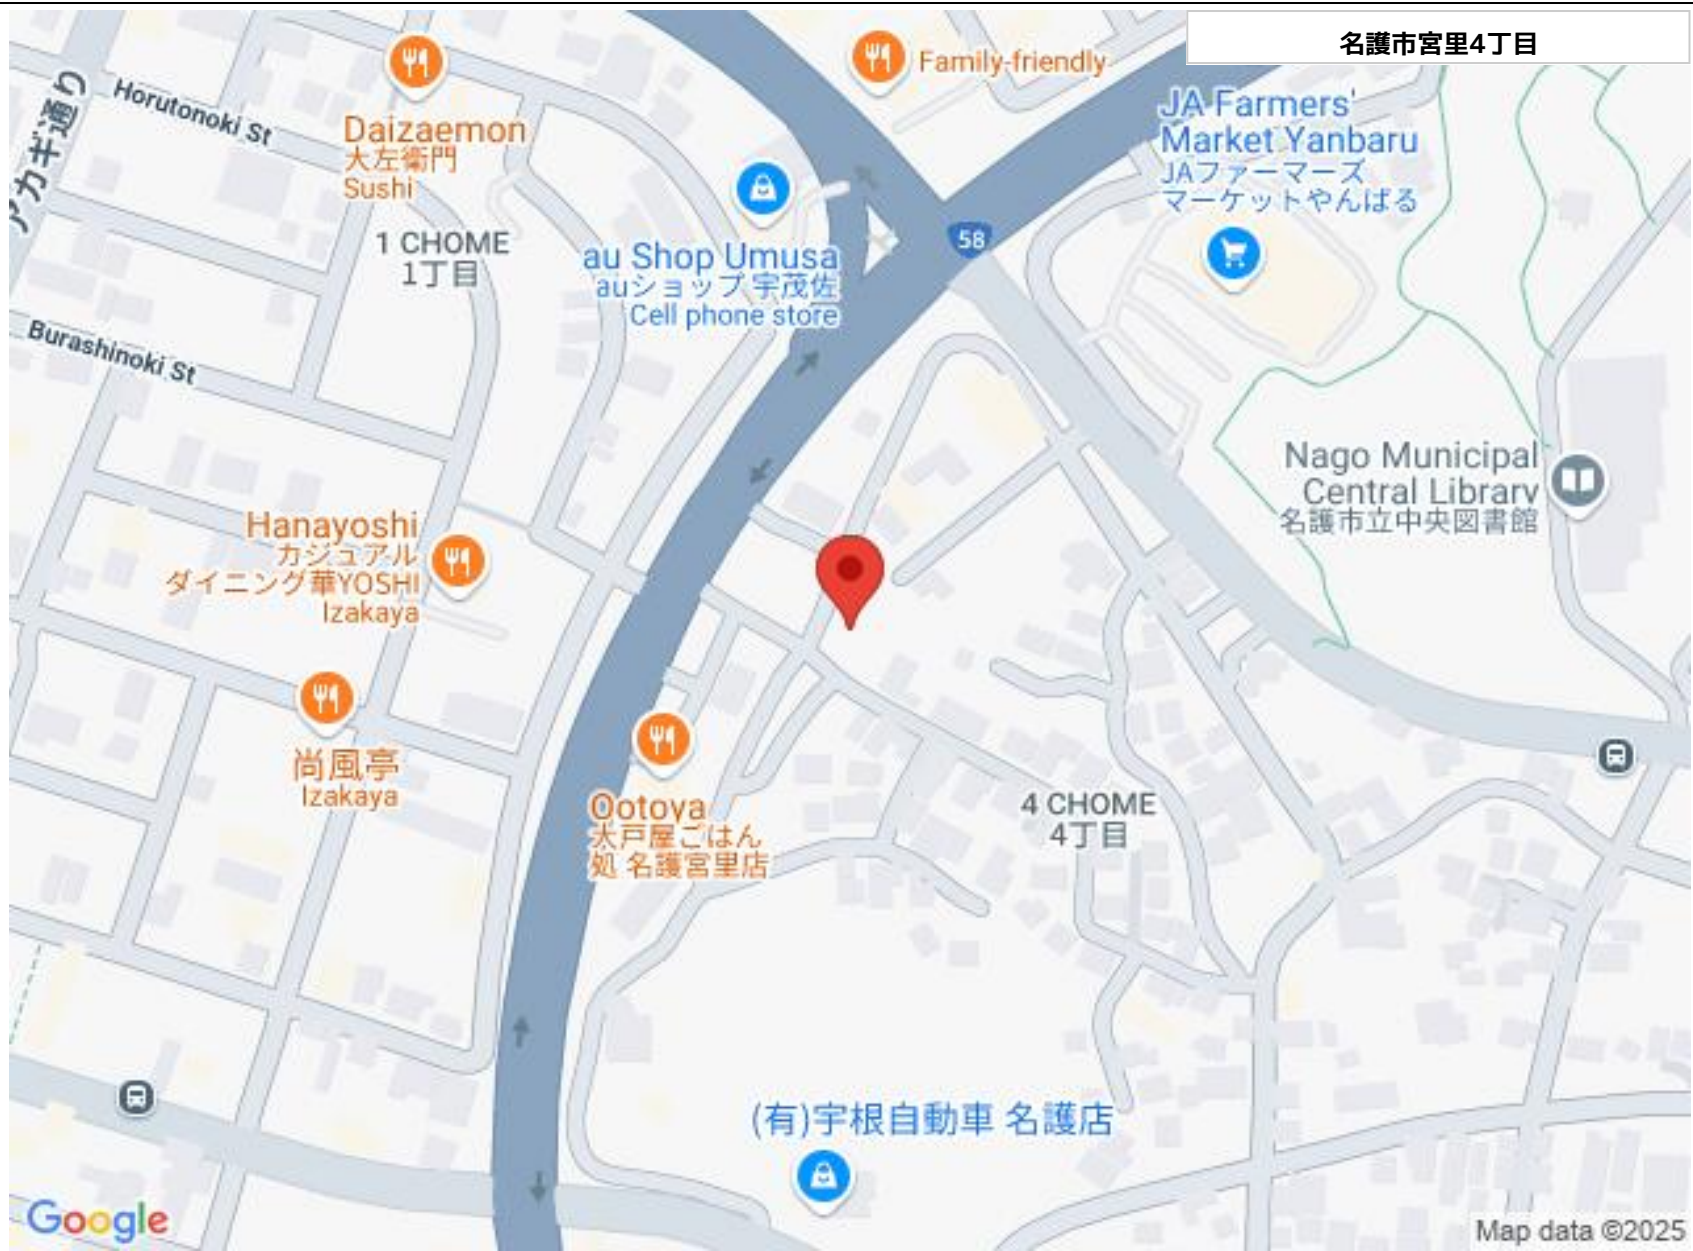 名護市宮里4丁目
Family-friendly
アカギ通り
Horutonoki St
Daizaemon
大左衛門
Sushi
JA Farmers'
Market Yanbaru
JAファーマーズ
マーケットやんばる
1 CHOME
1丁目
58
au Shop Umusa
auショップ 宇茂佐
Cell phone store
Burashinoki St
Nago Municipal
Central Library
名護市立中央図書館
Hanayoshi
カジュアル
ダイニング華YOSHI
Izakaya
尚風亭
Izakaya
Ootoya
大戸屋ごはん
処 名護宮里店
4 CHOME
4丁目
(有)宇根自動車 名護店
Google
Map data ©2025